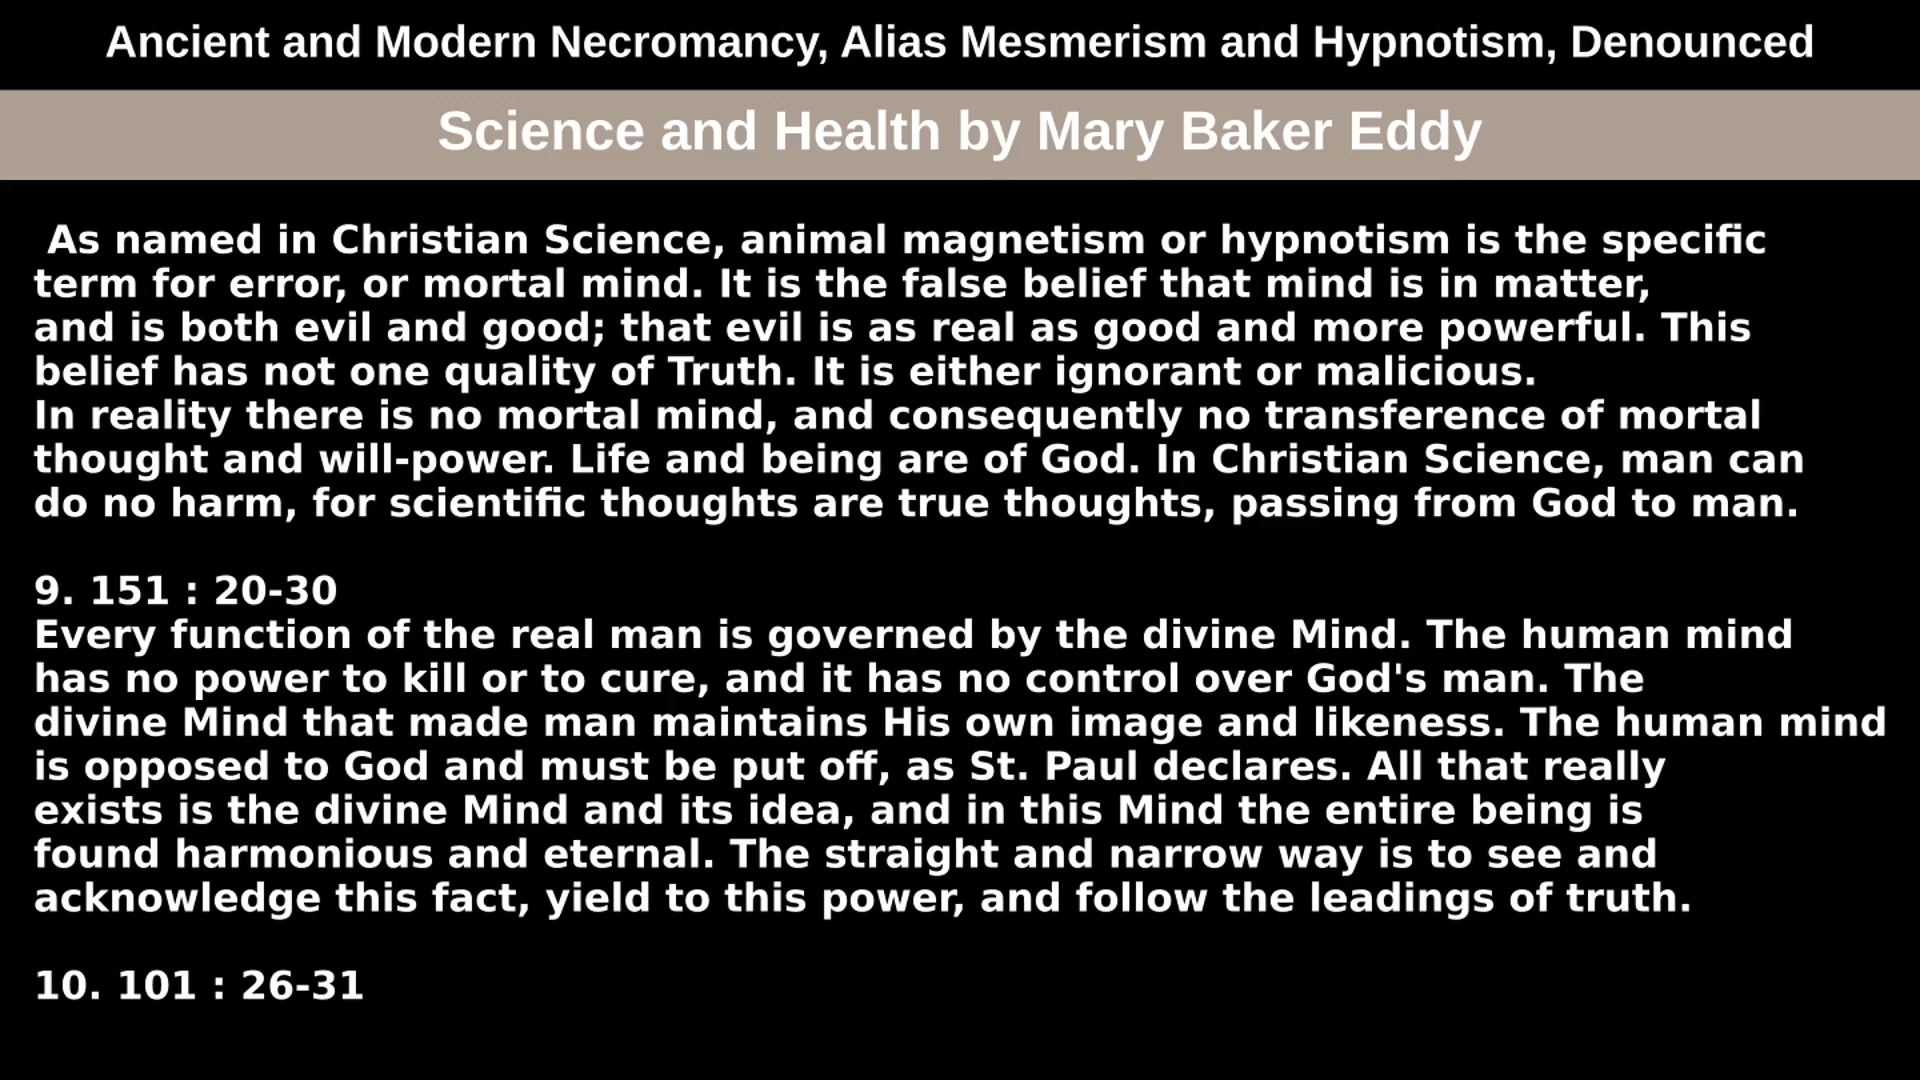 Ancient and Modern Necromancy, Alias Mesmerism and Hypnotism, Denounced
Science and Health by Mary Baker Eddy
As named in Christian Science, animal magnetism or hypnotism is the specific
term for error, or mortal mind. It is the false belief that mind is in matter,
and is both evil and good; that evil is as real as good and more powerful. This
belief has not one quality of Truth. It is either ignorant or malicious.
In reality there is no mortal mind, and consequently no transference of mortal
thought and will-power. Life and being are of God. In Christian Science, man can
do no harm, for scientific thoughts are true thoughts, passing from God to man.
9. 151 : 20-30
Every function of the real man is governed by the divine Mind. The human mind
has no power to kill or to cure, and it has no control over God's man. The
divine Mind that made man maintains His own image and likeness. The human mind
is opposed to God and must be put off, as St. Paul declares. All that really
exists is the divine Mind and its idea, and in this Mind the entire being is
found harmonious and eternal. The straight and narrow way is to see and
acknowledge this fact, yield to this power, and follow the leadings of truth.
10. 101 : 26-31